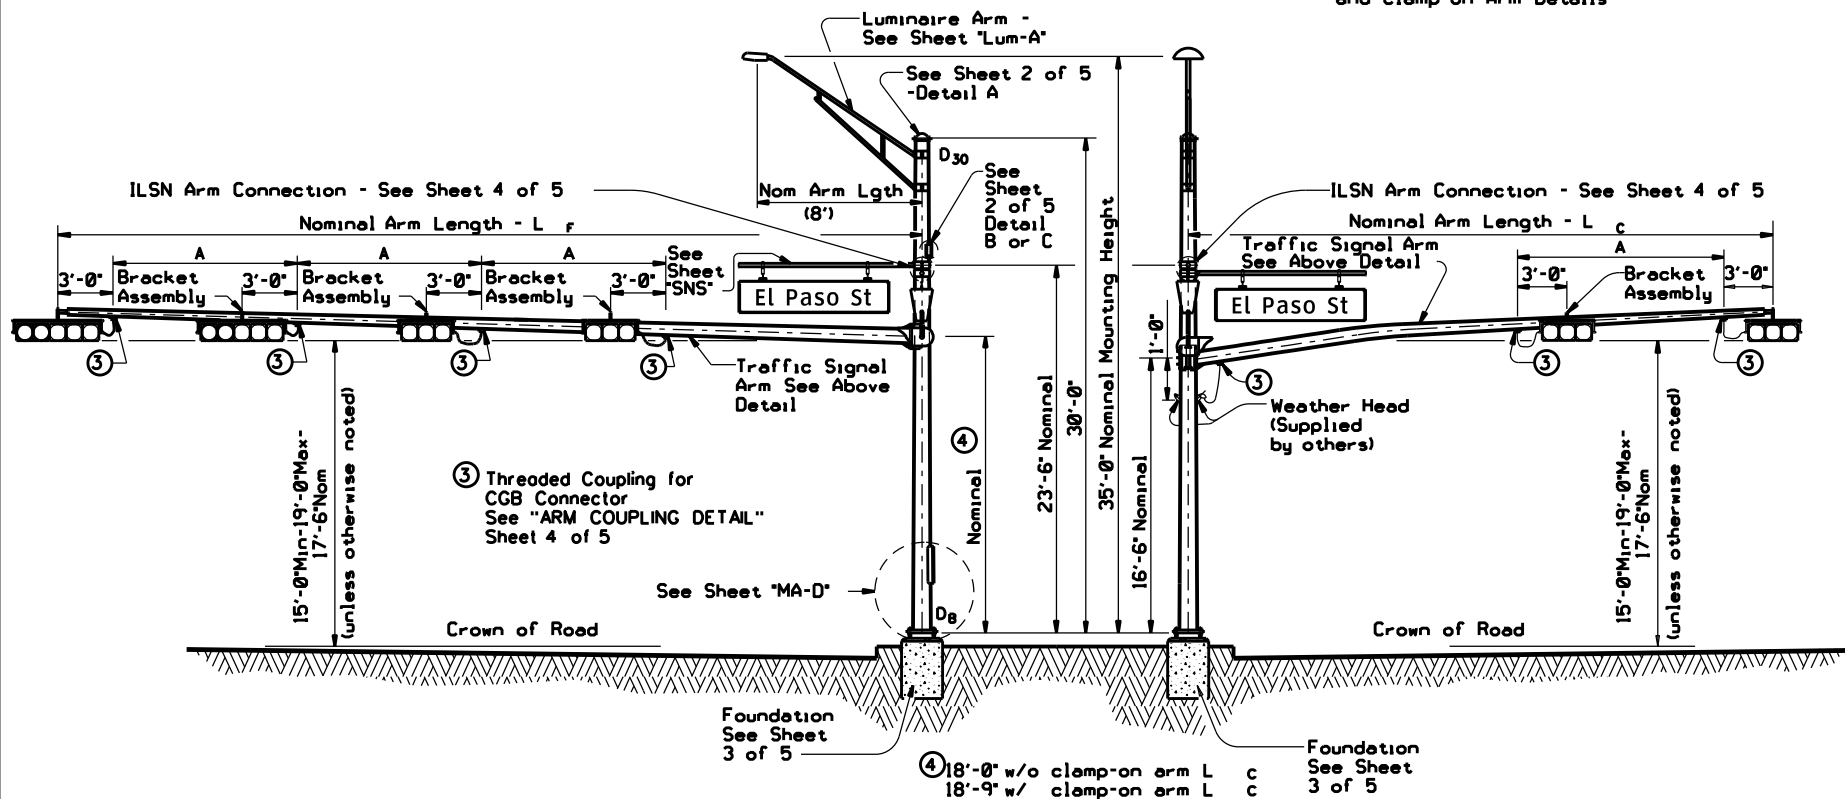 and Clamp-on Arm Details
Luminaire Arm -
See Sheet "Lum-A"
See Sheet 2 of 5
-Detail A
D30
See
Sheet
2 of 5
Detail
B or C
Nom Arm Lgth
(8')
ILSN Arm Connection - See Sheet 4 of 5
Nominal Arm Length - L F
A
A
A
See
Sheet
"SNS"
3'-0"
Bracket
Assembly
3'-0"
Bracket
Assembly
3'-0"
Bracket
Assembly
3'-0"
El Paso St
3
3
3
3
Traffic Signal
Arm See Above
Detail
15'-0"Min-19'-0"Max-
17'-6"Nom
(unless otherwise noted)
3 Threaded Coupling for
CGB Connector
See "ARM COUPLING DETAIL"
Sheet 4 of 5
See Sheet "MA-D"
D8
4
Nominal
23'-6" Nominal
30'-0"
35'-0" Nominal Mounting Height
16'-6" Nominal
1'-0"
ILSN Arm Connection - See Sheet 4 of 5
Nominal Arm Length - L C
Traffic Signal Arm
See Above Detail
A
3'-0"
Bracket
Assembly
3'-0"
El Paso St
3
3
3
Weather Head
(Supplied
by others)
15'-0"Min-19'-0"Max-
17'-6"Nom
(unless otherwise noted)
Crown of Road
Crown of Road
Foundation
See Sheet
3 of 5
Foundation
See Sheet
3 of 5
4 18'-0" w/o clamp-on arm L C
18'-9" w/ clamp-on arm L C